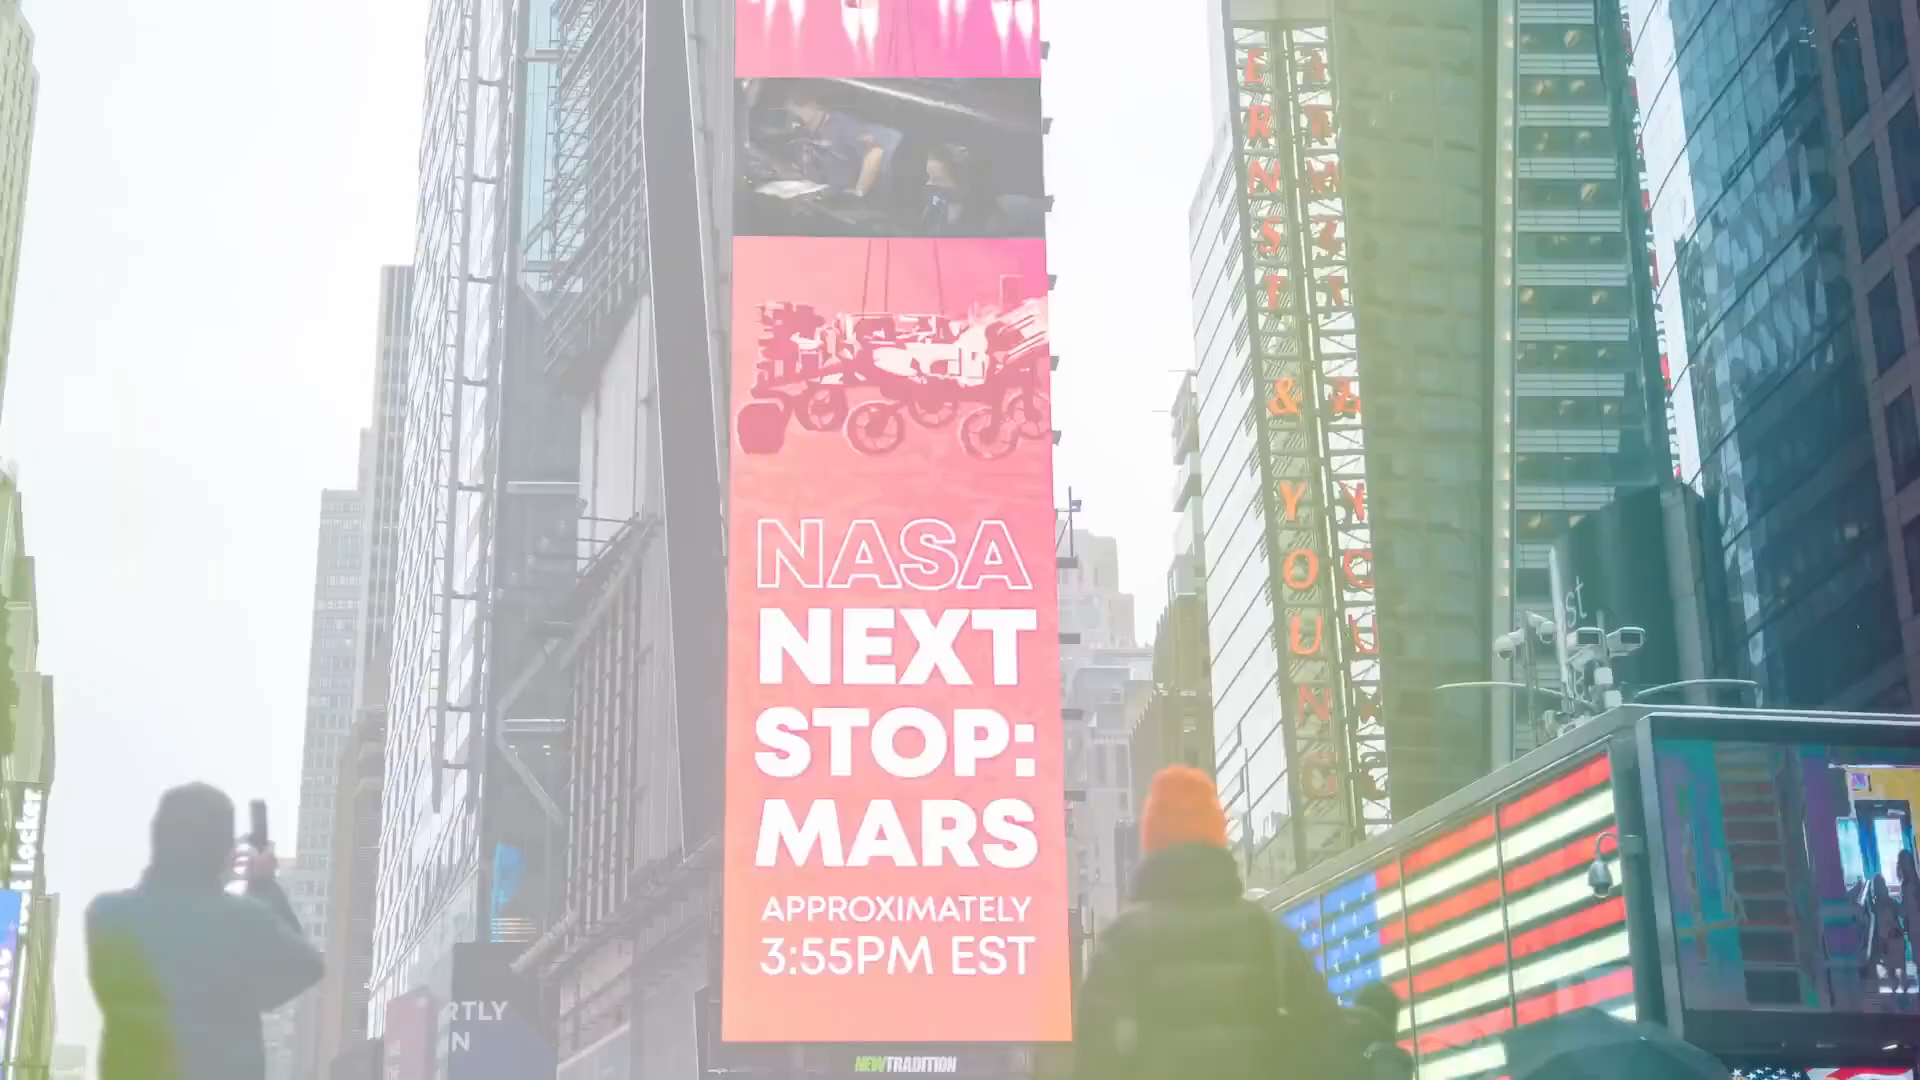 NASA
NEXT
STOP:
MARS
APPROXIMATELY
3:55PM EST
NEWTRADITION
ERNST & YOUNG
RTLY
N